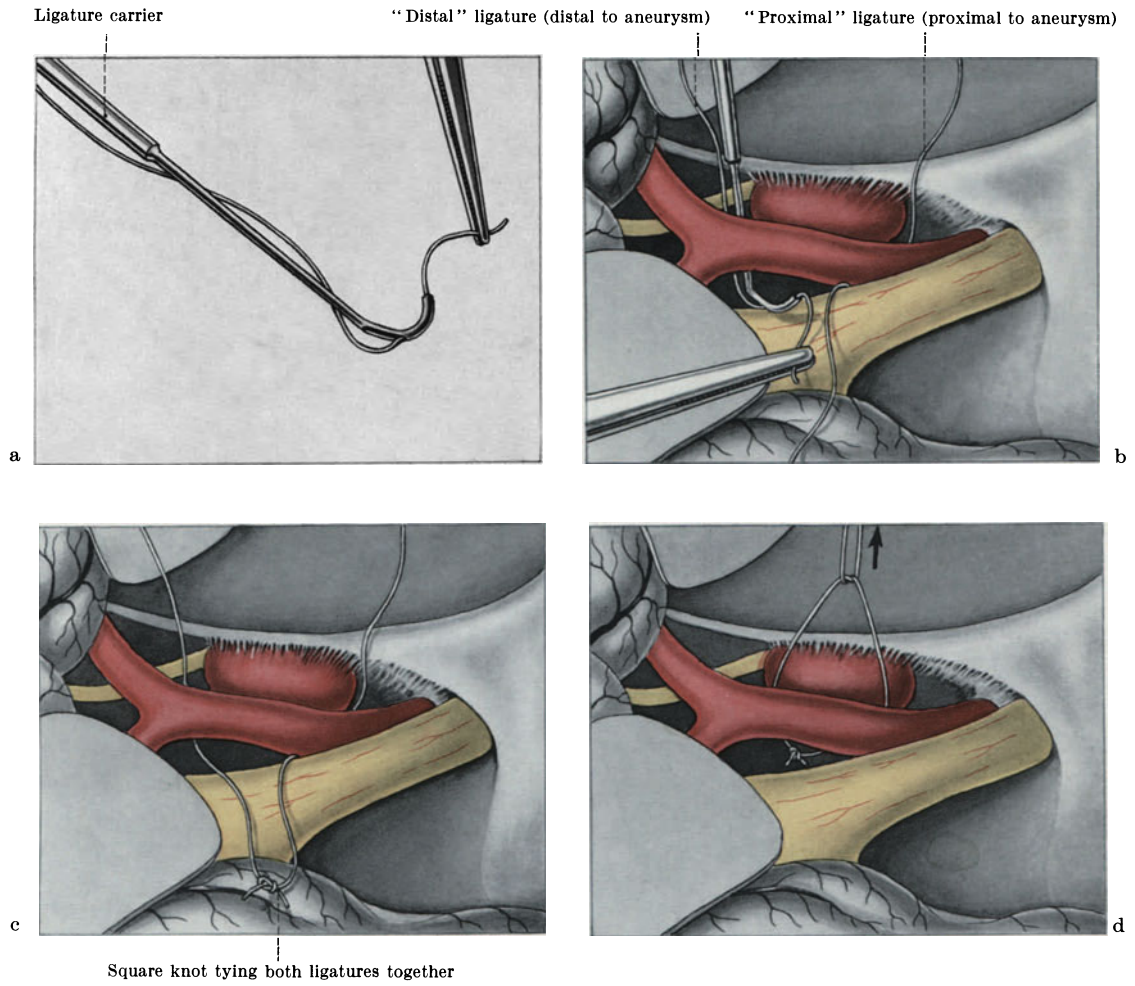 Ligature carrier
“Distal” ligature (distal to aneurysm)
“Proximal” ligature (proximal to aneurysm)
a
b
c
d
Square knot tying both ligatures together